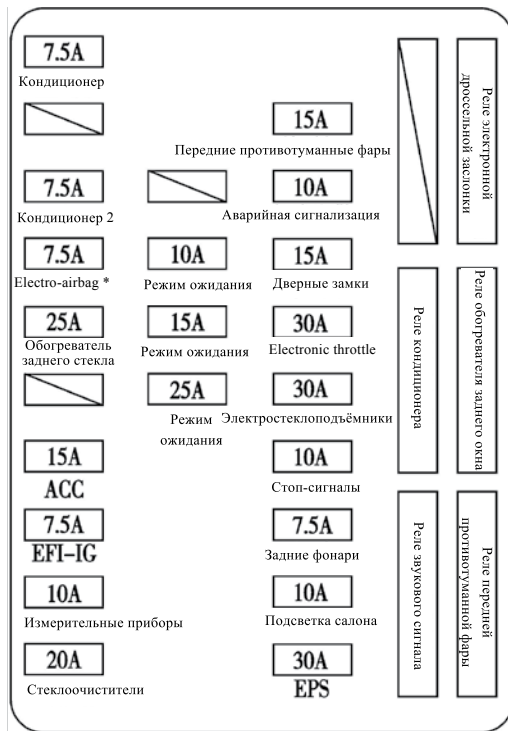 7.5A
Кондиционер
15A
Передние противотуманные фары
7.5A
Кондиционер 2
10A
Аварийная сигнализация
7.5A
Electro-airbag *
10A
Режим ожидания
15A
Дверные замки
25A
Обогреватель
заднего стекла
15A
Режим ожидания
30A
Electronic throttle
25A
Режим
ожидания
30A
Электростеклоподъёмники
15A
ACC
10A
Стоп-сигналы
7.5A
EFI-IG
7.5A
Задние фонари
10A
Измерительные приборы
10A
Подсветка салона
20A
Стеклоочистители
30A
EPS
Реле электронной
дроссельной заслонки
Реле кондиционера
Реле обогревателя заднего окна
Реле звукового сигнала
Реле передней
противотуманной фары